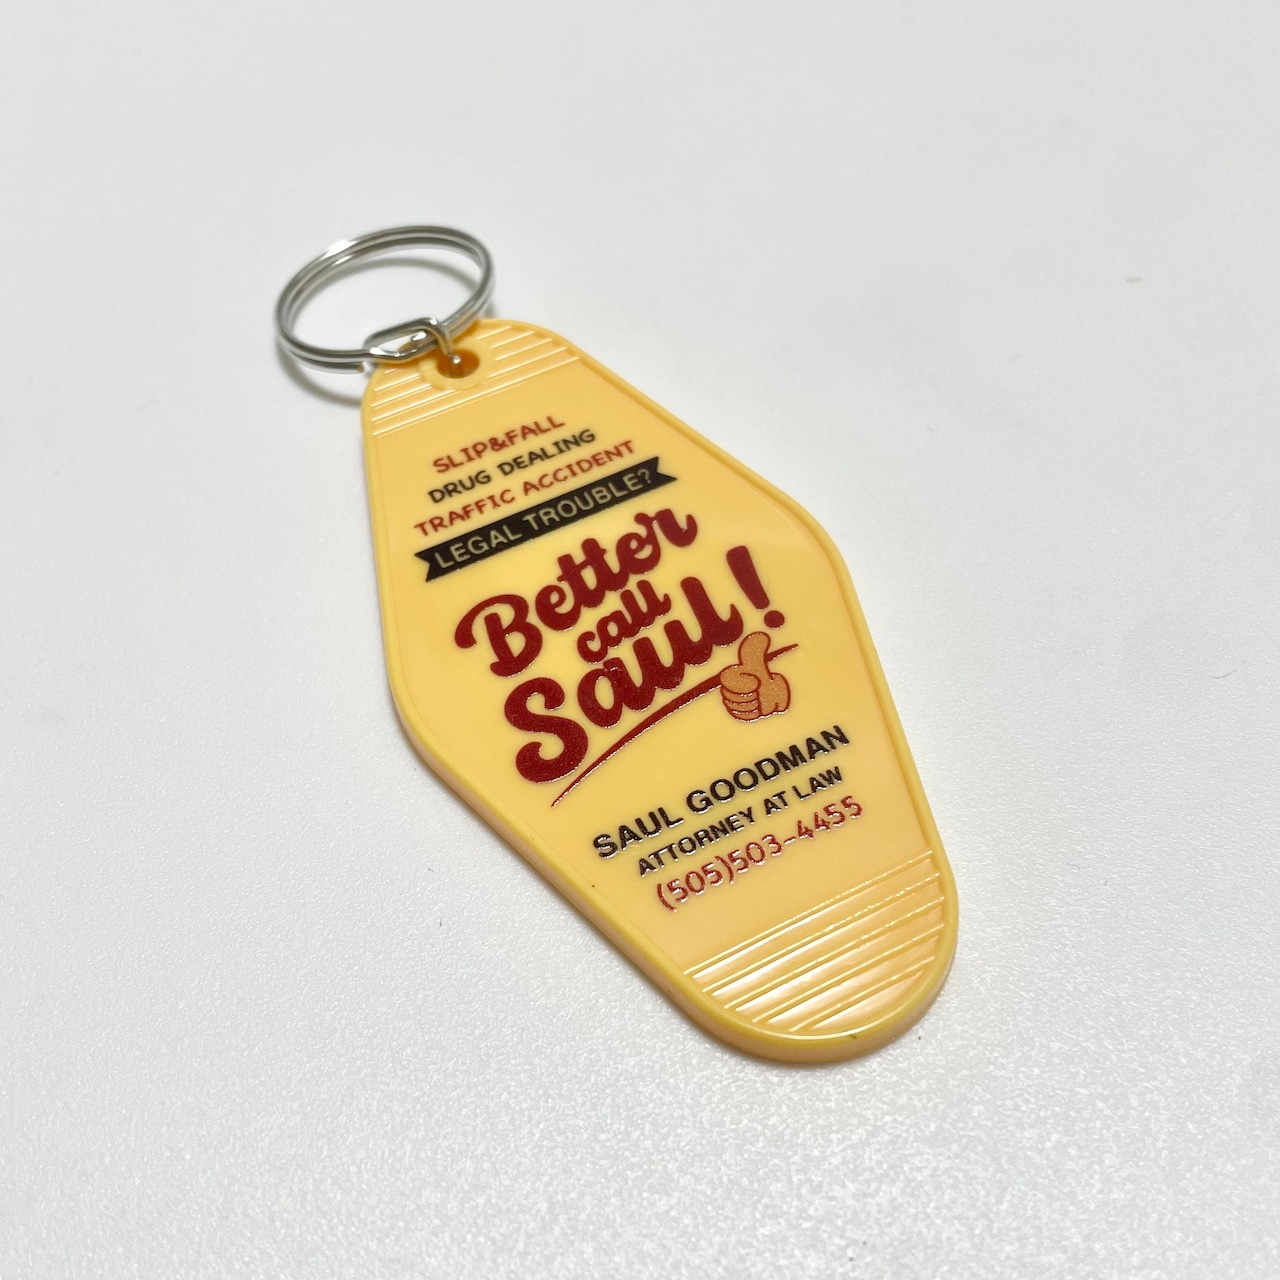 SLIP&FALL
DRUG DEALING
TRAFFIC ACCIDENT
LEGAL TROUBLE?
Better
call
Saul!
SAUL GOODMAN
ATTORNEY AT LAW
(505)503-4455